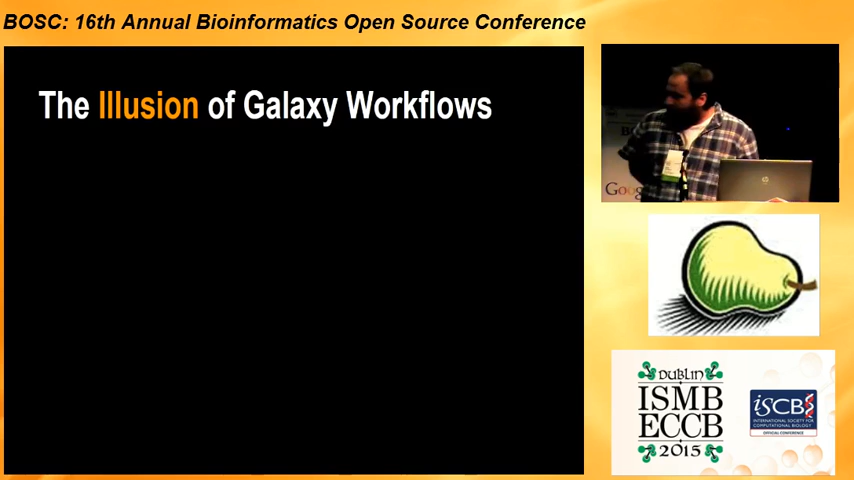 BOSC: 16th Annual Bioinformatics Open Source Conference
The Illusion of Galaxy Workflows
Goog
DUBLIN
ISMB
ECCB
2015
iSCB
INTERNATIONAL SOCIETY FOR
COMPUTATIONAL BIOLOGY
OFFICIAL CONFERENCE